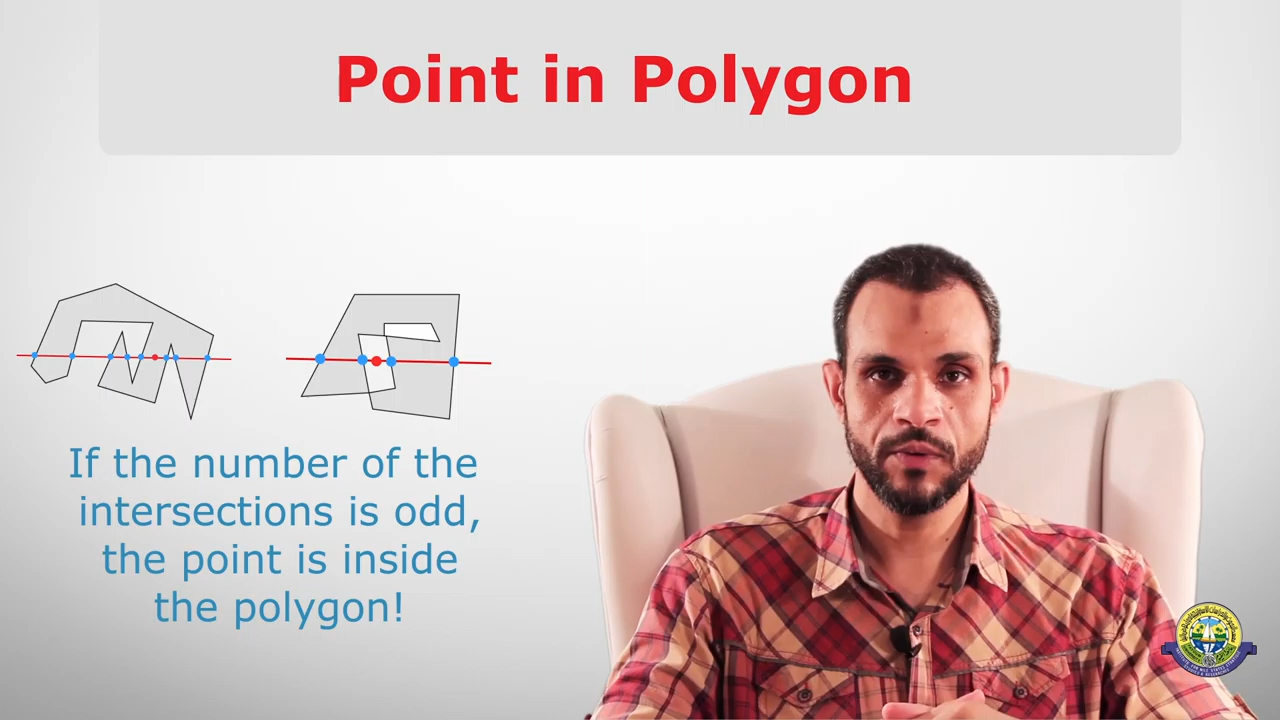 Point in Polygon
If the number of the
intersections is odd,
the point is inside
the polygon!